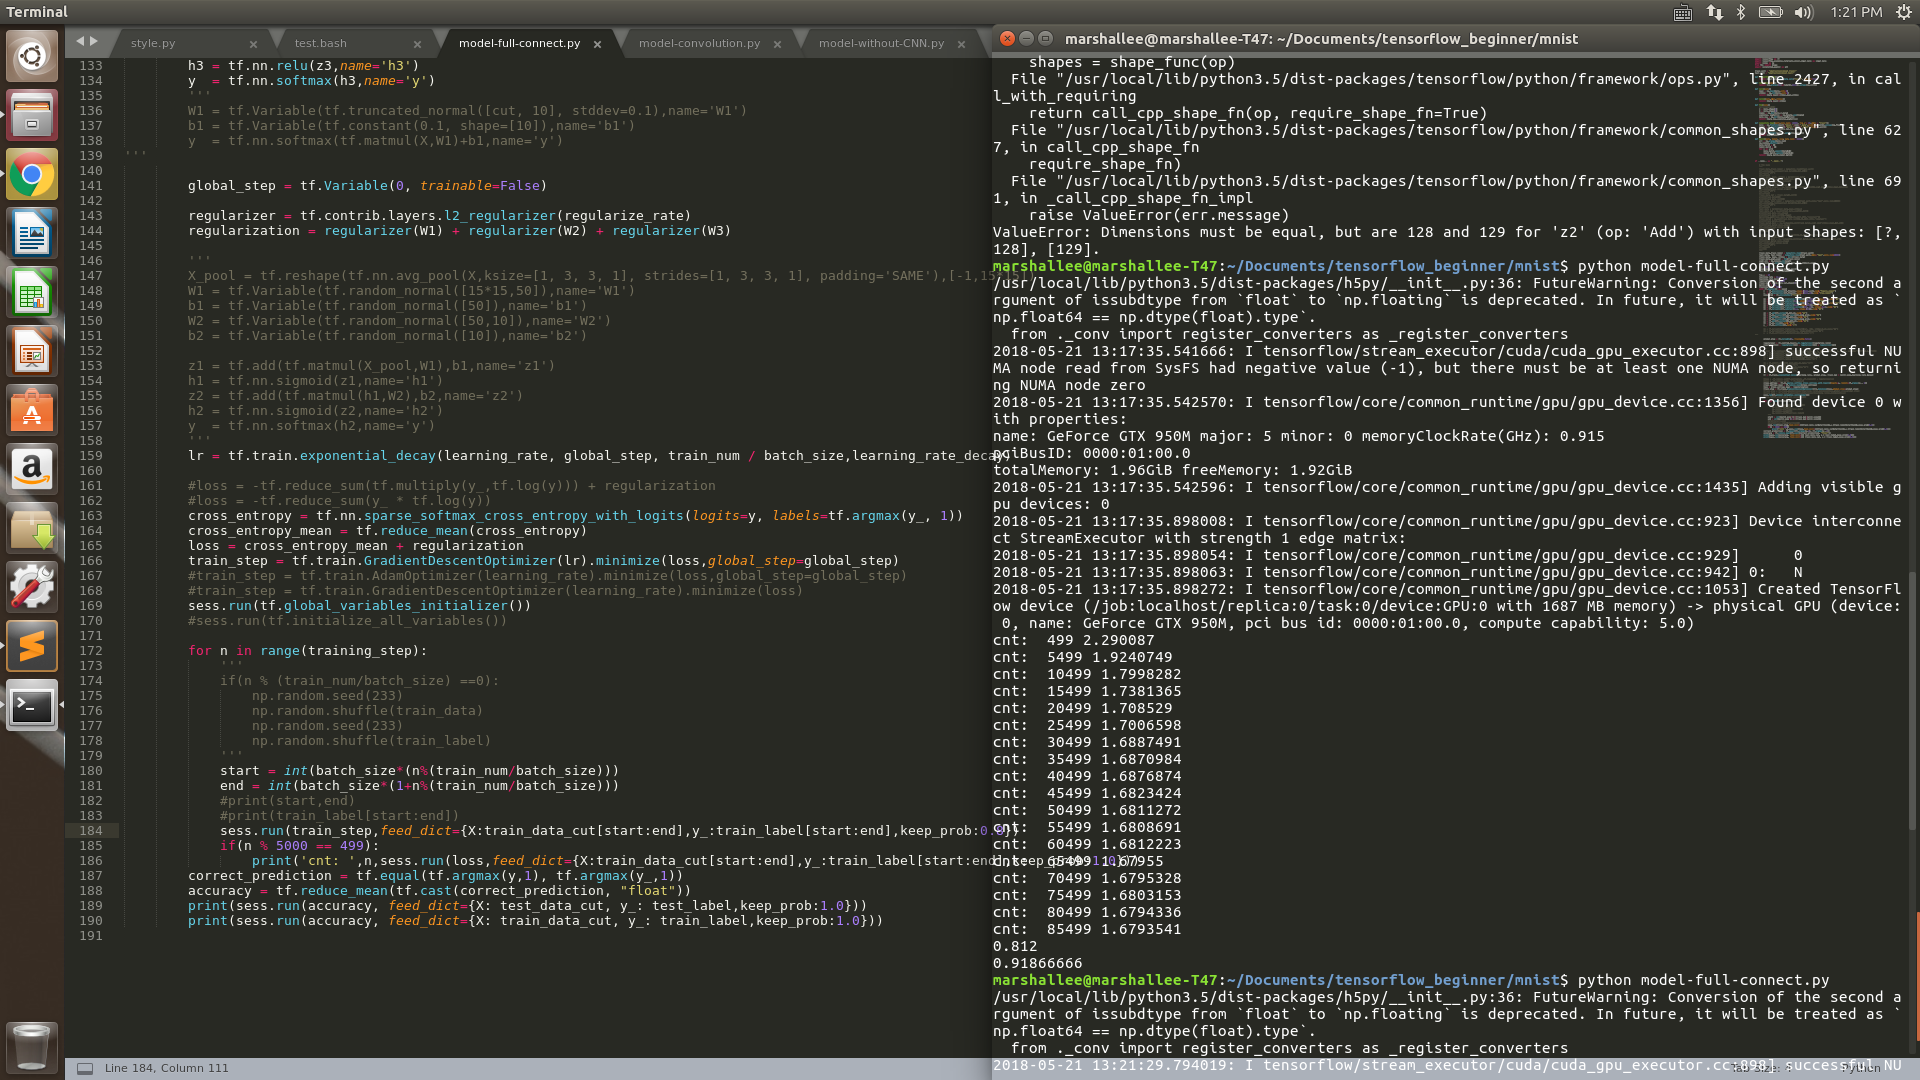 Terminal
1:21 PM
style.py
test.bash
model-full-connect.py
model-convolution.py
model-without-CNN.py
133 h3 = tf.nn.relu(z3,name='h3')
134 y  = tf.nn.softmax(h3,name='y')
135 '''
136 W1 = tf.Variable(tf.truncated_normal([cut, 10], stddev=0.1),name='W1')
137 b1 = tf.Variable(tf.constant(0.1, shape=[10]),name='b1')
138 y  = tf.nn.softmax(tf.matmul(X,W1)+b1,name='y')
139 '''
140
141 global_step = tf.Variable(0, trainable=False)
142
143 regularizer = tf.contrib.layers.l2_regularizer(regularize_rate)
144 regularization = regularizer(W1) + regularizer(W2) + regularizer(W3)
145
146 '''
147 X_pool = tf.reshape(tf.nn.avg_pool(X,ksize=[1, 3, 3, 1], strides=[1, 3, 3, 1], padding='SAME'),[-1,15*15])
148 W1 = tf.Variable(tf.random_normal([15*15,50]),name='W1')
149 b1 = tf.Variable(tf.random_normal([50]),name='b1')
150 W2 = tf.Variable(tf.random_normal([50,10]),name='W2')
151 b2 = tf.Variable(tf.random_normal([10]),name='b2')
152
153 z1 = tf.add(tf.matmul(X_pool,W1),b1,name='z1')
154 h1 = tf.nn.sigmoid(z1,name='h1')
155 z2 = tf.add(tf.matmul(h1,W2),b2,name='z2')
156 h2 = tf.nn.sigmoid(z2,name='h2')
157 y  = tf.nn.softmax(h2,name='y')
158 '''
159 lr = tf.train.exponential_decay(learning_rate, global_step, train_num / batch_size,learning_rate_decay)
160
161 #loss = -tf.reduce_sum(tf.multiply(y_,tf.log(y))) + regularization
162 #loss = -tf.reduce_sum(y_ * tf.log(y))
163 cross_entropy = tf.nn.sparse_softmax_cross_entropy_with_logits(logits=y, labels=tf.argmax(y_, 1))
164 cross_entropy_mean = tf.reduce_mean(cross_entropy)
165 loss = cross_entropy_mean + regularization
166 train_step = tf.train.GradientDescentOptimizer(lr).minimize(loss,global_step=global_step)
167 #train_step = tf.train.AdamOptimizer(learning_rate).minimize(loss,global_step=global_step)
168 #train_step = tf.train.GradientDescentOptimizer(learning_rate).minimize(loss)
169 sess.run(tf.global_variables_initializer())
170 #sess.run(tf.initialize_all_variables())
171
172 for n in range(training_step):
173 '''
174 if(n % (train_num/batch_size) ==0):
175 np.random.seed(233)
176 np.random.shuffle(train_data)
177 np.random.seed(233)
178 np.random.shuffle(train_label)
179 '''
180 start = int(batch_size*(n%(train_num/batch_size)))
181 end = int(batch_size*(1+n%(train_num/batch_size)))
182 #print(start,end)
183 #print(train_label[start:end])
184 sess.run(train_step,feed_dict={X:train_data_cut[start:end],y_:train_label[start:end],keep_prob:0.
185 if(n % 5000 == 499):
186 print('cnt: ',n,sess.run(loss,feed_dict={X:train_data_cut[start:end],y_:train_label[start:end
187 correct_prediction = tf.equal(tf.argmax(y,1), tf.argmax(y_,1))
188 accuracy = tf.reduce_mean(tf.cast(correct_prediction, "float"))
189 print(sess.run(accuracy, feed_dict={X: test_data_cut, y_: test_label,keep_prob:1.0}))
190 print(sess.run(accuracy, feed_dict={X: train_data_cut, y_: train_label,keep_prob:1.0}))
191
Line 184, Column 111
marshallee@marshallee-T47: ~/Documents/tensorflow_beginner/mnist
    shapes = shape_func(op)
  File "/usr/local/lib/python3.5/dist-packages/tensorflow/python/framework/ops.py", line 2427, in cal
l_with_requiring
    return call_cpp_shape_fn(op, require_shape_fn=True)
  File "/usr/local/lib/python3.5/dist-packages/tensorflow/python/framework/common_shapes.py", line 62
7, in call_cpp_shape_fn
    require_shape_fn)
  File "/usr/local/lib/python3.5/dist-packages/tensorflow/python/framework/common_shapes.py", line 69
1, in _call_cpp_shape_fn_impl
    raise ValueError(err.message)
ValueError: Dimensions must be equal, but are 128 and 129 for 'z2' (op: 'Add') with input shapes: [?,
128], [129].
marshallee@marshallee-T47:~/Documents/tensorflow_beginner/mnist$ python model-full-connect.py
/usr/local/lib/python3.5/dist-packages/h5py/__init__.py:36: FutureWarning: Conversion of the second a
rgument of issubdtype from `float` to `np.floating` is deprecated. In future, it will be treated as `
np.float64 == np.dtype(float).type`.
  from ._conv import register_converters as _register_converters
2018-05-21 13:17:35.541666: I tensorflow/stream_executor/cuda/cuda_gpu_executor.cc:898] successful NU
MA node read from SysFS had negative value (-1), but there must be at least one NUMA node, so returni
ng NUMA node zero
2018-05-21 13:17:35.542570: I tensorflow/core/common_runtime/gpu/gpu_device.cc:1356] Found device 0 w
ith properties:
name: GeForce GTX 950M major: 5 minor: 0 memoryClockRate(GHz): 0.915
pciBusID: 0000:01:00.0
totalMemory: 1.96GiB freeMemory: 1.92GiB
2018-05-21 13:17:35.542596: I tensorflow/core/common_runtime/gpu/gpu_device.cc:1435] Adding visible g
pu devices: 0
2018-05-21 13:17:35.898008: I tensorflow/core/common_runtime/gpu/gpu_device.cc:923] Device interconne
ct StreamExecutor with strength 1 edge matrix:
2018-05-21 13:17:35.898054: I tensorflow/core/common_runtime/gpu/gpu_device.cc:929]      0
2018-05-21 13:17:35.898063: I tensorflow/core/common_runtime/gpu/gpu_device.cc:942] 0:   N
2018-05-21 13:17:35.898272: I tensorflow/core/common_runtime/gpu/gpu_device.cc:1053] Created TensorFl
ow device (/job:localhost/replica:0/task:0/device:GPU:0 with 1687 MB memory) -> physical GPU (device:
 0, name: GeForce GTX 950M, pci bus id: 0000:01:00.0, compute capability: 5.0)
cnt:  499 2.290087
cnt:  5499 1.9240749
cnt:  10499 1.7998282
cnt:  15499 1.7381365
cnt:  20499 1.708529
cnt:  25499 1.7006598
cnt:  30499 1.6887491
cnt:  35499 1.6870984
cnt:  40499 1.6876874
cnt:  45499 1.6823424
cnt:  50499 1.6811272
cnt:  55499 1.6808691
cnt:  60499 1.6812223
cnt:  65499 1.67955
cnt:  70499 1.6795328
cnt:  75499 1.6803153
cnt:  80499 1.6794336
cnt:  85499 1.6793541
0.812
0.91866666
marshallee@marshallee-T47:~/Documents/tensorflow_beginner/mnist$ python model-full-connect.py
/usr/local/lib/python3.5/dist-packages/h5py/__init__.py:36: FutureWarning: Conversion of the second a
rgument of issubdtype from `float` to `np.floating` is deprecated. In future, it will be treated as `
np.float64 == np.dtype(float).type`.
  from ._conv import register_converters as _register_converters
2018-05-21 13:21:29.794019: I tensorflow/stream_executor/cuda/cuda_gpu_executor.cc:898] successful NU